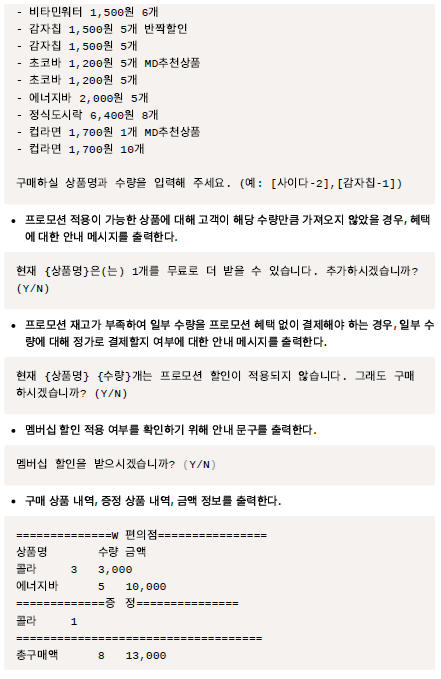 - 비타민워터 1,500원 6개
- 감자칩 1,500원 5개 반짝할인
- 감자칩 1,500원 5개
- 초코바 1,200원 5개 MD추천상품
- 초코바 1,200원 5개
- 에너지바 2,000원 5개
- 정식도시락 6,400원 8개
- 컵라면 1,700원 1개 MD추천상품
- 컵라면 1,700원 10개
구매하실 상품명과 수량을 입력해 주세요. (예: [사이다-2],[감자칩-1])
• 프로모션 적용이 가능한 상품에 대해 고객이 해당 수량만큼 가져오지 않았을 경우, 혜택
에 대한 안내 메시지를 출력한다.
현재 {상품명}은(는) 1개를 무료로 더 받을 수 있습니다. 추가하시겠습니까?
(Y/N)
• 프로모션 재고가 부족하여 일부 수량을 프로모션 혜택 없이 결제해야 하는 경우, 일부 수
량에 대해 정가로 결제할지 여부에 대한 안내 메시지를 출력한다.
현재 {상품명} {수량}개는 프로모션 할인이 적용되지 않습니다. 그래도 구매
하시겠습니까? (Y/N)
• 멤버십 할인 적용 여부를 확인하기 위해 안내 문구를 출력한다.
멤버십 할인을 받으시겠습니까? (Y/N)
• 구매 상품 내역, 증정 상품 내역, 금액 정보를 출력한다.
==============W 편의점================
상품명 수량 금액
콜라 3 3,000
에너지바 5 10,000
=============증 정===============
콜라 1
====================================
총구매액 8 13,000